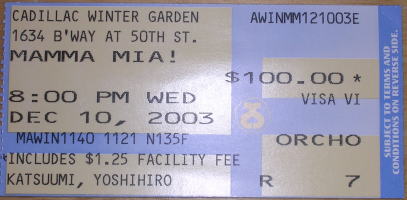 CADILLAC WINTER GARDEN
AWINMM121003E
1634 B'WAY AT 50TH ST.
MAMMA MIA!
$100.00 *
8:00 PM WED
VISA VI
DEC 10, 2003
MAWIN1140 1121 N135F
ORCHO
*INCLUDES $1.25 FACILITY FEE
KATSUUMI, YOSHIHIRO
R 7
SUBJECT TO TERMS AND
CONDITIONS ON REVERSE SIDE.